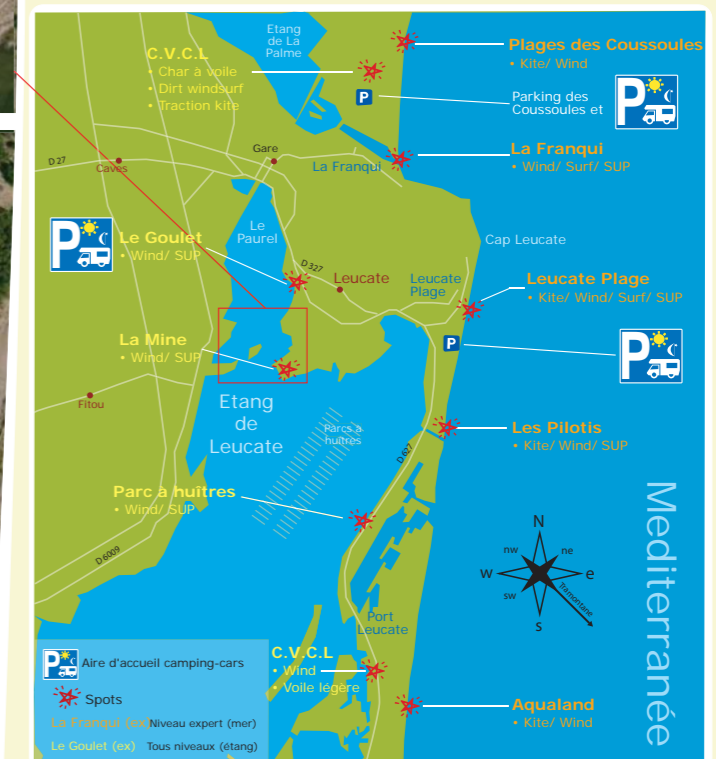 Etang
de La
Palme
C.V.C.L
• Char à voile
• Dirt windsurf
• Traction kite
P
Plages des Coussoules
• Kite/ Wind
Parking des
Coussoules et
P
La Franqui
• Wind/ Surf/ SUP
Gare
La Franqui
D 27
Caves
P
Le Goulet
• Wind/ SUP
Le
Paurel
Cap Leucate
D 327
Leucate
Leucate
Plage
Leucate Plage
• Kite/ Wind/ Surf/ SUP
P
P
La Mine
• Wind/ SUP
Fitou
Etang
de
Leucate
Parcs à
huîtres
Les Pilotis
• Kite/ Wind/ SUP
D 627
Parc à huîtres
• Wind/ SUP
D 6009
Mediterranée
N
nw
ne
w
e
sw
s
Tramontane
Port
Leucate
C.V.C.L
• Wind
• Voile légère
Aqualand
• Kite/ Wind
P
Aire d'accueil camping-cars
Spots
La Franqui (ex) Niveau expert (mer)
Le Goulet (ex) Tous niveaux (étang)